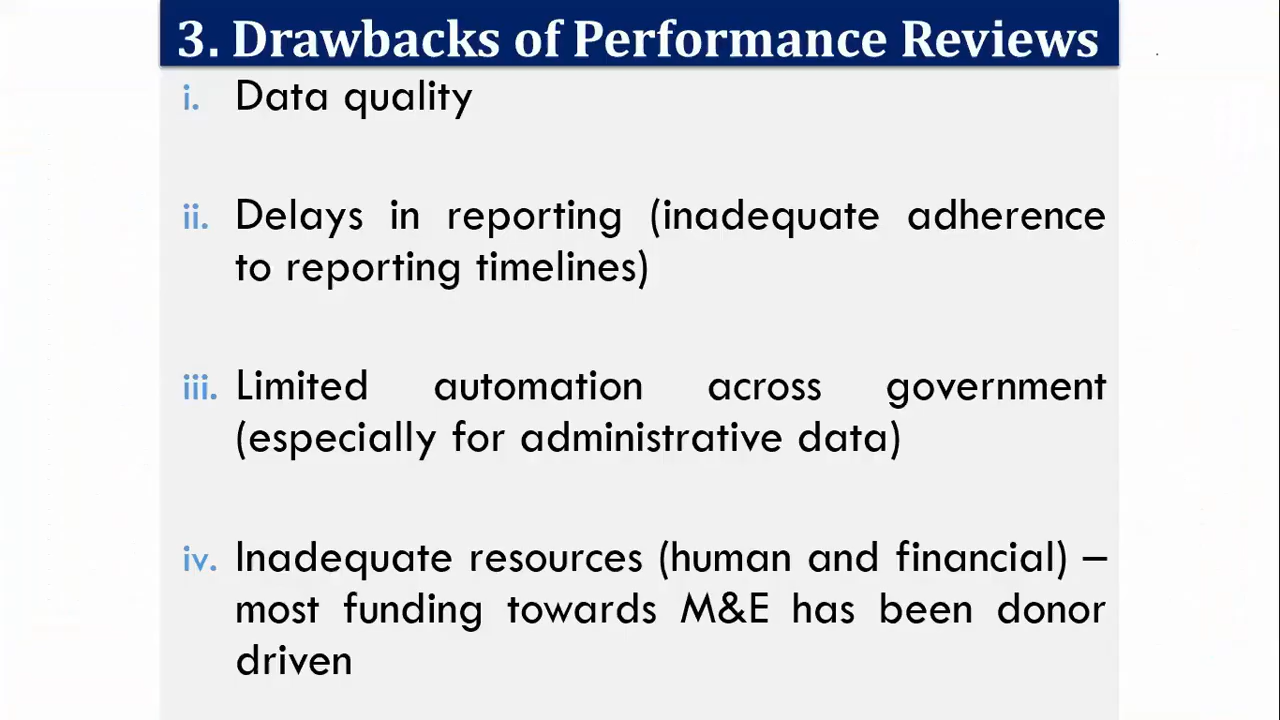 3. Drawbacks of Performance Reviews
i. Data quality
ii. Delays in reporting (inadequate adherence
to reporting timelines)
iii. Limited automation across government
(especially for administrative data)
iv. Inadequate resources (human and financial) –
most funding towards M&E has been donor
driven